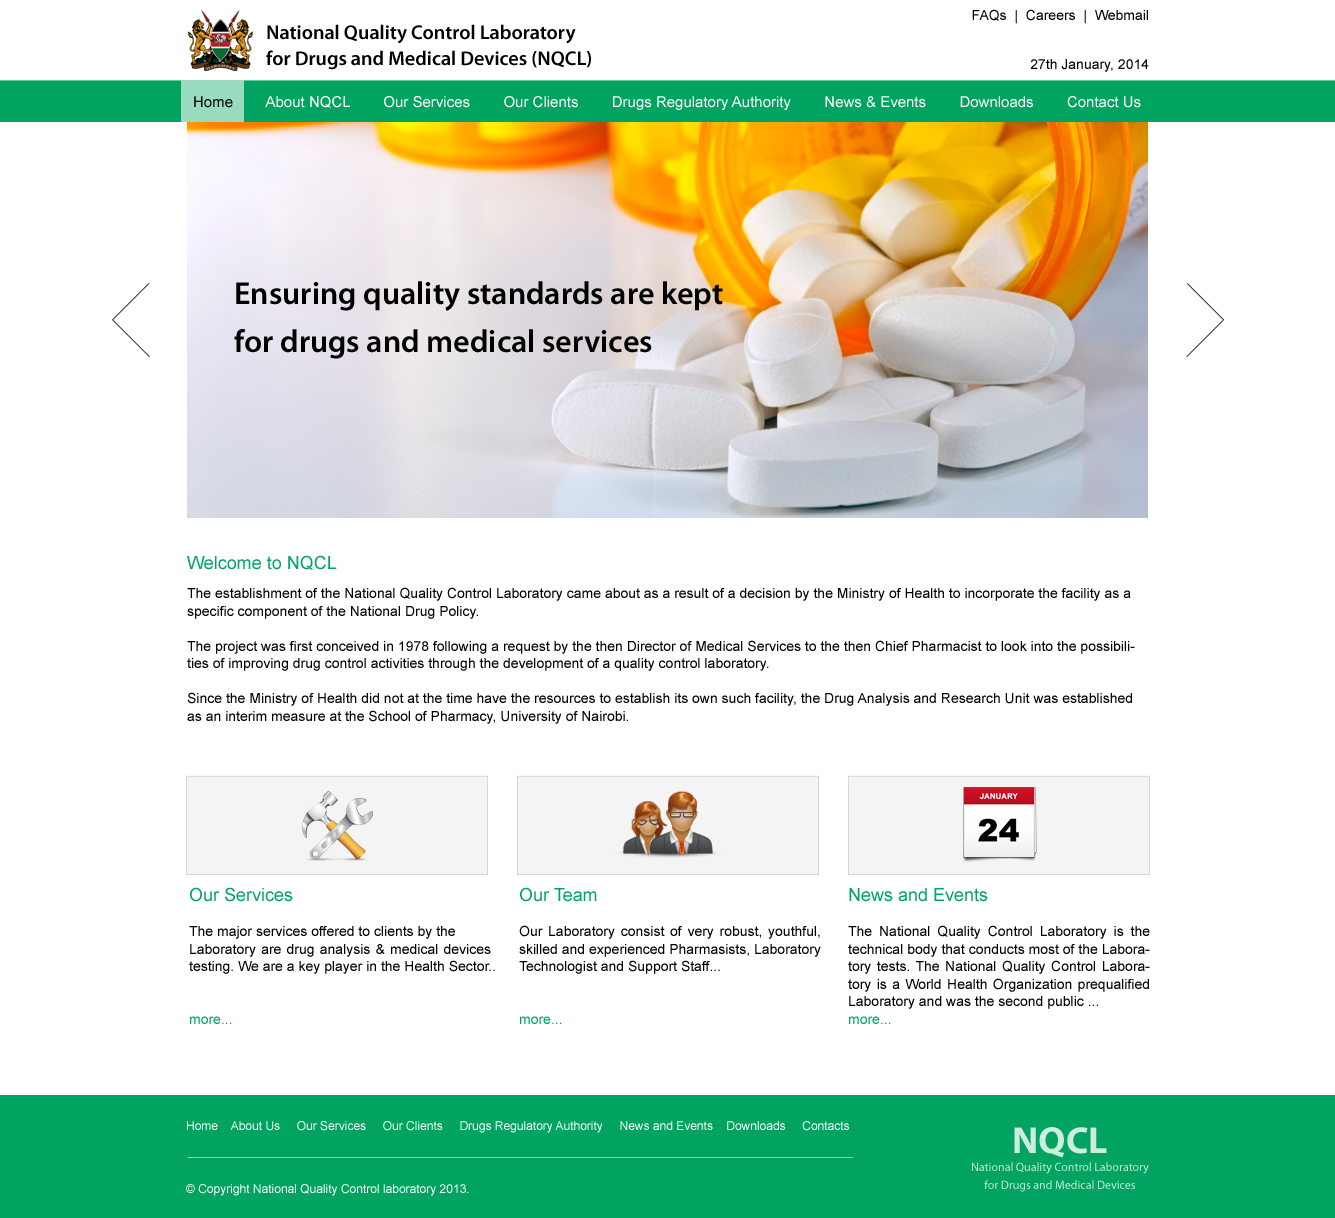 National Quality Control Laboratory
for Drugs and Medical Devices (NQCL)
FAQs | Careers | Webmail
27th January, 2014
Home About NQCL Our Services Our Clients Drugs Regulatory Authority News & Events Downloads Contact Us
Ensuring quality standards are kept
for drugs and medical services
Welcome to NQCL
The establishment of the National Quality Control Laboratory came about as a result of a decision by the Ministry of Health to incorporate the facility as a
specific component of the National Drug Policy.
The project was first conceived in 1978 following a request by the then Director of Medical Services to the then Chief Pharmacist to look into the possibili-
ties of improving drug control activities through the development of a quality control laboratory.
Since the Ministry of Health did not at the time have the resources to establish its own such facility, the Drug Analysis and Research Unit was established
as an interim measure at the School of Pharmacy, University of Nairobi.
Our Services
The major services offered to clients by the
Laboratory are drug analysis & medical devices
testing. We are a key player in the Health Sector..
more...
Our Team
Our Laboratory consist of very robust, youthful,
skilled and experienced Pharmasists, Laboratory
Technologist and Support Staff...
more...
JANUARY
24
News and Events
The National Quality Control Laboratory is the
technical body that conducts most of the Labora-
tory tests. The National Quality Control Labora-
tory is a World Health Organization prequalified
Laboratory and was the second public ...
more...
Home About Us Our Services Our Clients Drugs Regulatory Authority News and Events Downloads Contacts
© Copyright National Quality Control laboratory 2013.
NQCL
National Quality Control Laboratory
for Drugs and Medical Devices